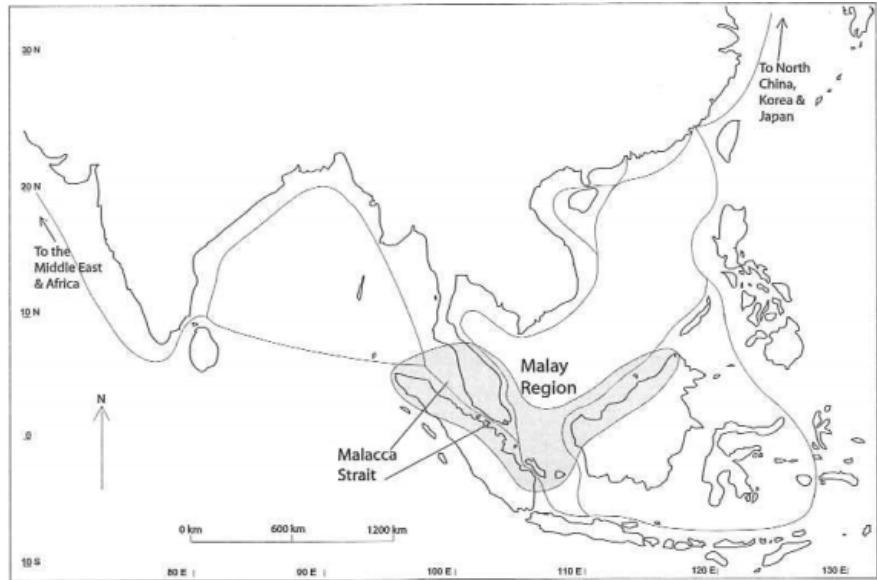 30 N
To North
China,
Korea &
Japan
20 N
To the
Middle East
& Africa
10 N
Malay
Region
N
.0
Malacca
Strait
0 km
600 km
1200 km
10 S
80 E
90 E
100 E
110 E
120 E
130 E